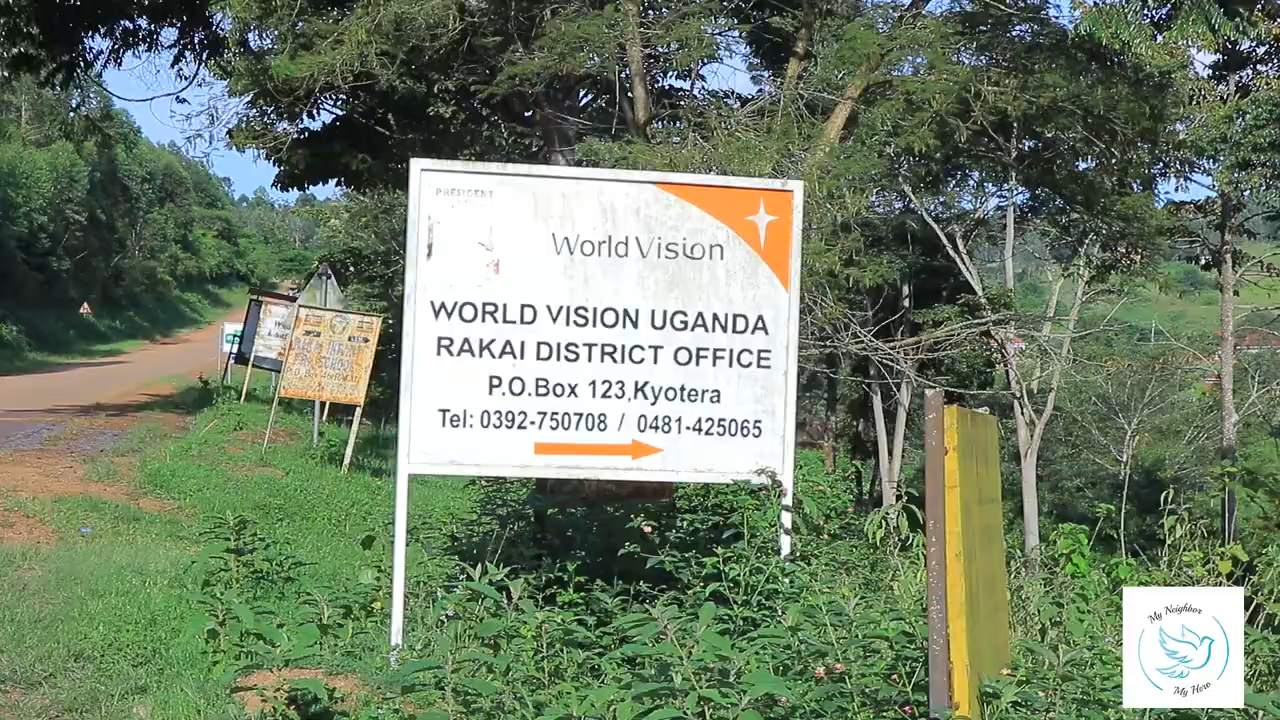 PRESIDENT
World Vision
WORLD VISION UGANDA
RAKAI DISTRICT OFFICE
P.O.Box 123,Kyotera
Tel: 0392-750708 / 0481-425065
My Neighbor
My Hero